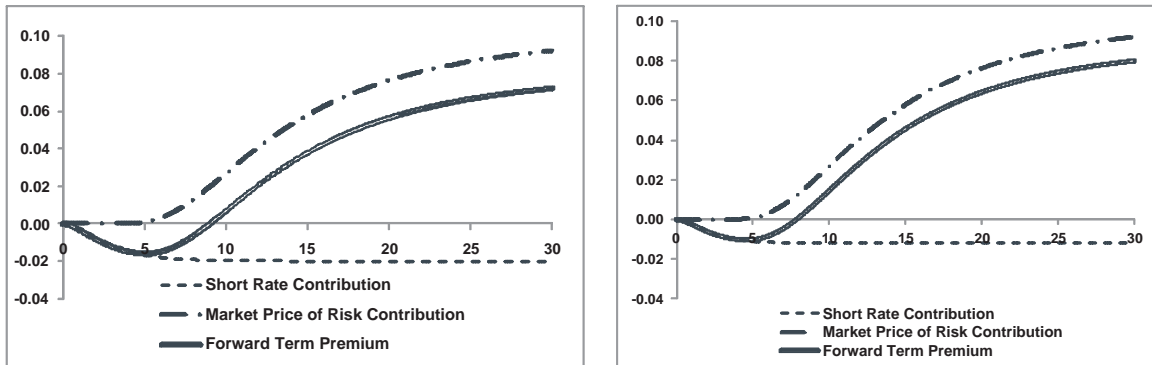 0.10
0.08
0.06
0.04
0.02
0.00
-0.02
-0.04
0 5 10 15 20 25 30
Short Rate Contribution
Market Price of Risk Contribution
Forward Term Premium
0.10
0.08
0.06
0.04
0.02
0.00
-0.02
-0.04
0 5 10 15 20 25 30
Short Rate Contribution
Market Price of Risk Contribution
Forward Term Premium